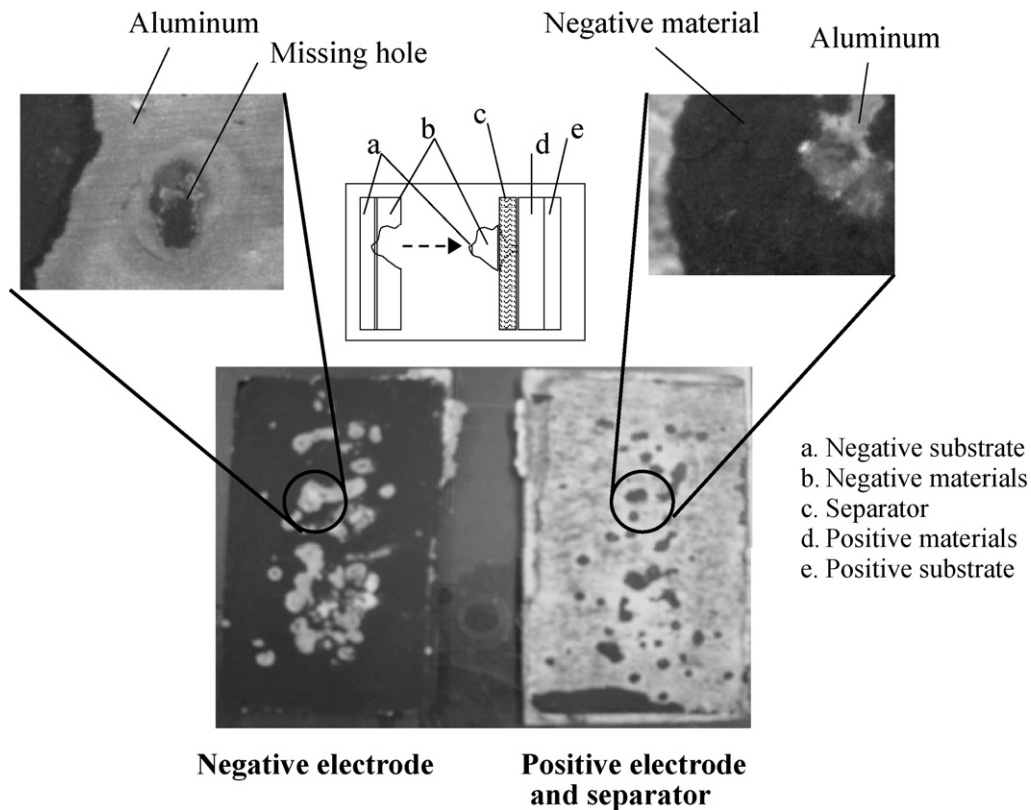 Aluminum
Missing hole
Negative material
Aluminum
a
b
c
d
e
a. Negative substrate
b. Negative materials
c. Separator
d. Positive materials
e. Positive substrate
Negative electrode
Positive electrode
and separator